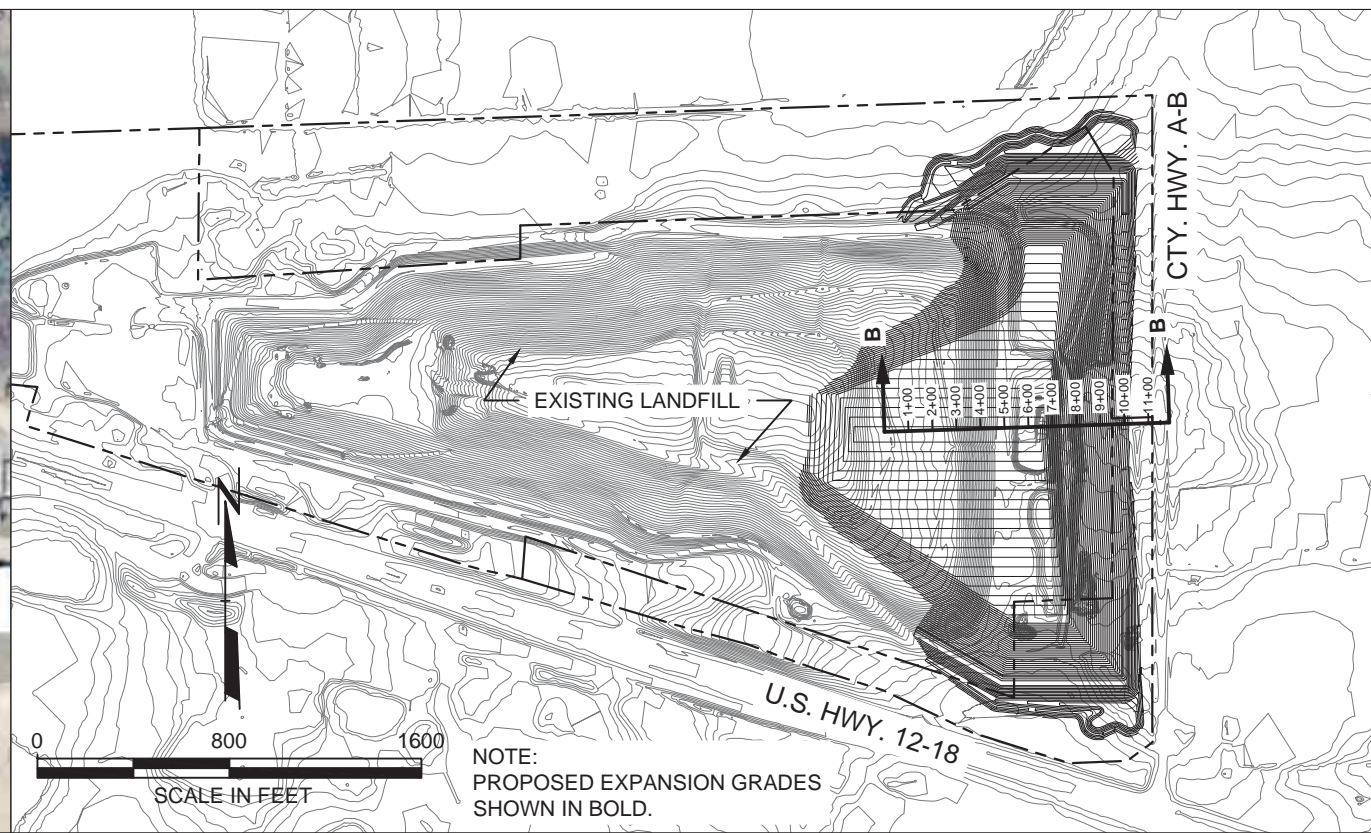 CTY. HWY. A-B
B
B
1+00
2+00
3+00
4+00
5+00
6+00
7+00
8+00
9+00
10+00
11+00
EXISTING LANDFILL
N
U.S. HWY. 12-18
0 800 1600
SCALE IN FEET
NOTE:
PROPOSED EXPANSION GRADES
SHOWN IN BOLD.